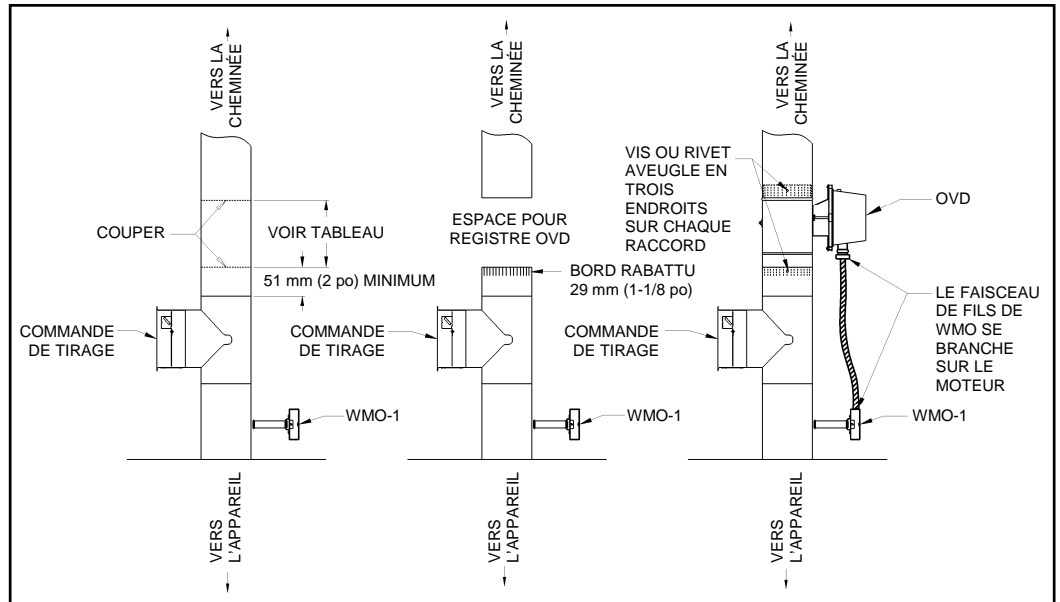 VERS LA
CHEMINÉE
COUPER
VOIR TABLEAU
51 mm (2 po) MINIMUM
COMMANDE
DE TIRAGE
WMO-1
VERS
L'APPAREIL
VERS LA
CHEMINÉE
ESPACE POUR
REGISTRE OVD
BORD RABATTU
29 mm (1-1/8 po)
COMMANDE
DE TIRAGE
WMO-1
VERS
L'APPAREIL
VERS LA
CHEMINÉE
VIS OU RIVET
AVEUGLE EN
TROIS
ENDROITS
SUR CHAQUE
RACCORD
OVD
COMMANDE
DE TIRAGE
LE FAISCEAU
DE FILS DE
WMO SE
BRANCHE
SUR LE
MOTEUR
WMO-1
VERS
L'APPAREIL